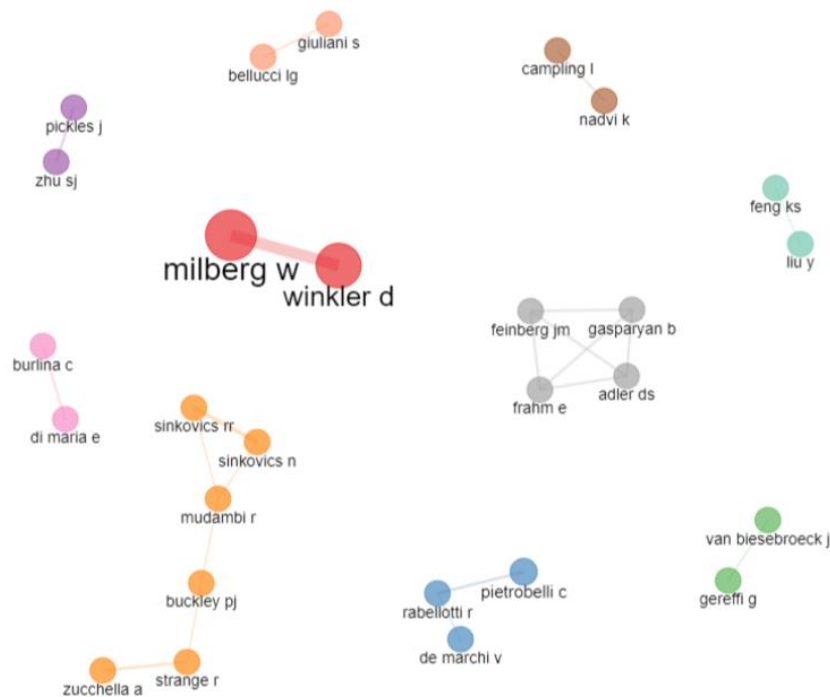 giuliani s
bellucci lg
campling l
nadvi k
pickles j
zhu sj
feng ks
liu y
milberg w
winkler d
feinberg jm
gasparyan b
frahm e
adler ds
burlina c
di maria e
sinkovics rr
sinkovics n
mudambi r
buckley pj
strange r
zucchella a
pietrobelli c
rabellotti r
de marchi v
van biesebroeck j
gereffi g